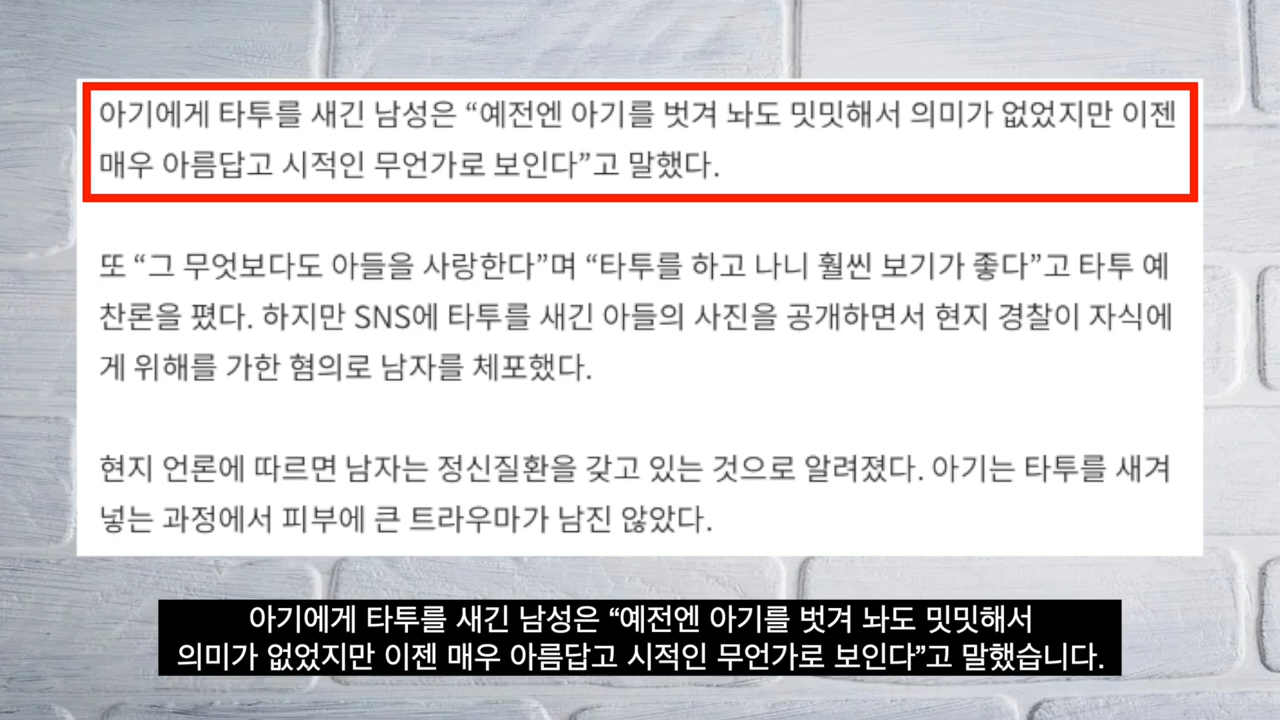 아기에게 타투를 새긴 남성은 “예전엔 아기를 벗겨 놔도 밋밋해서 의미가 없었지만 이젠
매우 아름답고 시적인 무언가로 보인다”고 말했다.
또 “그 무엇보다도 아들을 사랑한다”며 “타투를 하고 나니 훨씬 보기가 좋다”고 타투 예
찬론을 폈다. 하지만 SNS에 타투를 새긴 아들의 사진을 공개하면서 현지 경찰이 자식에
게 위해를 가한 혐의로 남자를 체포했다.
현지 언론에 따르면 남자는 정신질환을 갖고 있는 것으로 알려졌다. 아기는 타투를 새겨
넣는 과정에서 피부에 큰 트라우마가 남진 않았다.
아기에게 타투를 새긴 남성은 “예전엔 아기를 벗겨 놔도 밋밋해서
의미가 없었지만 이젠 매우 아름답고 시적인 무언가로 보인다”고 말했습니다.